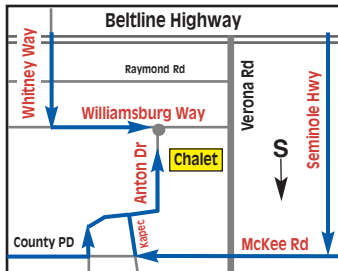 Beltline Highway
Whitney Way
Raymond Rd
Verona Rd
Seminole Hwy
Williamsburg Way
Anton Dr
Chalet
S
Kapec
County PD
McKee Rd